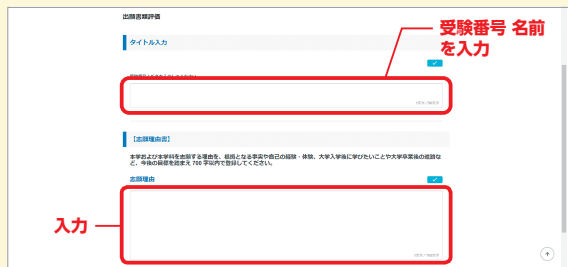 出願書類評価
タイトル入力
受験番号 名前
を入力
【志願理由書】
本学および本学科を志願する理由を、根拠となる事実や自己の経験・体験、大学入学後に学びたいことや大学卒業後の進路な
ど、今後の目標を踏まえ 700 字以内で登録してください。
志願理由
入力